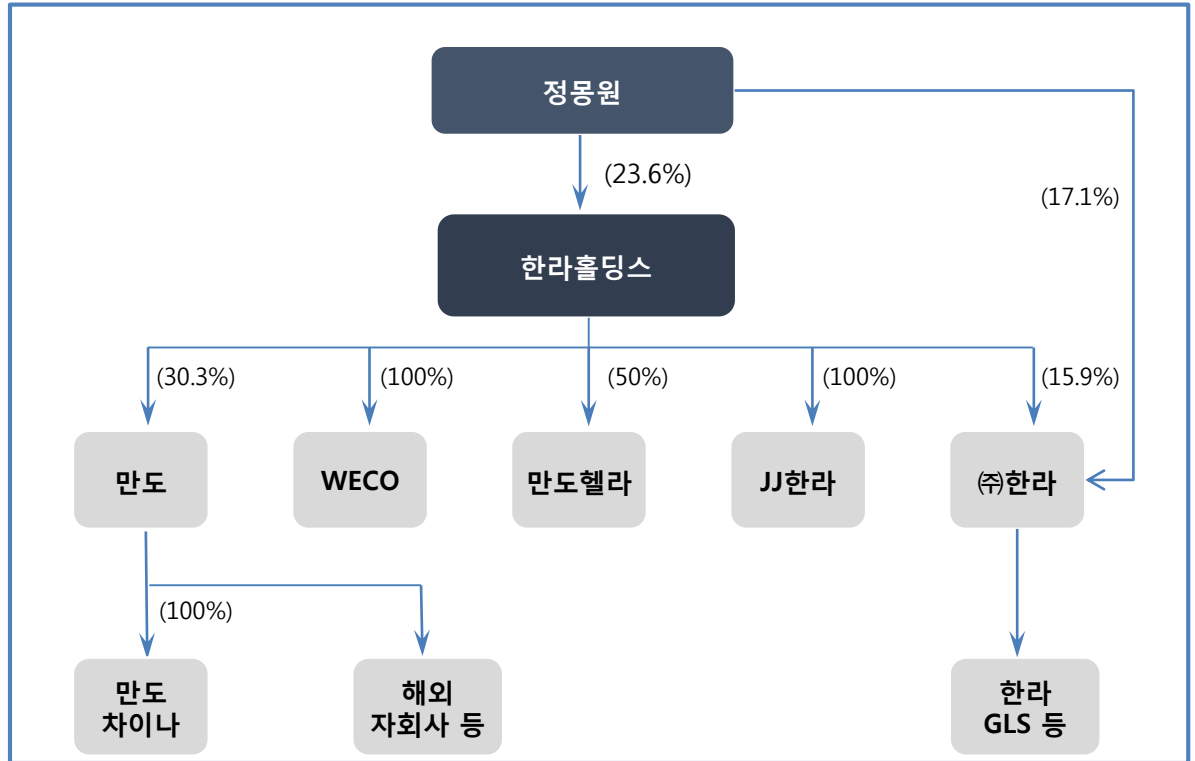 정몽원
(23.6%)
(17.1%)
한라홀딩스
(30.3%)
(100%)
(50%)
(100%)
(15.9%)
만도
WECO
만도헬라
JJ한라
㈜한라
(100%)
만도
차이나
해외
자회사 등
한라
GLS 등